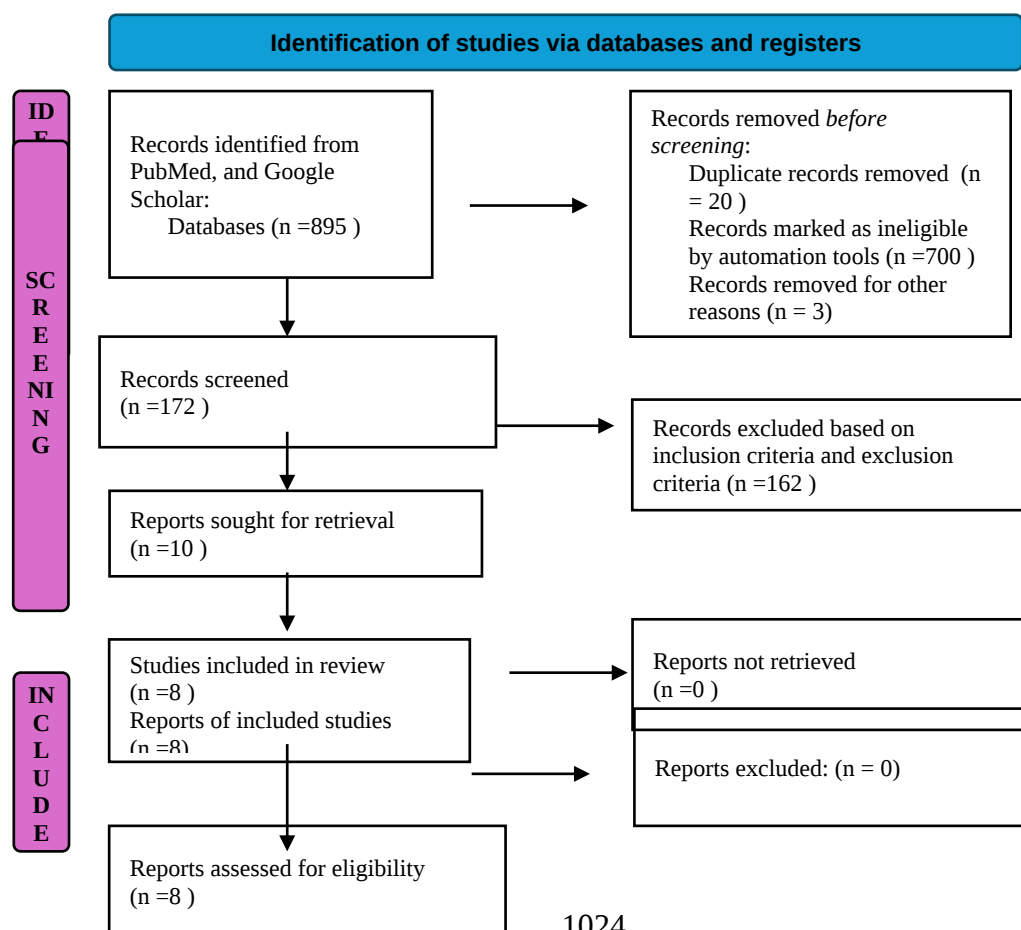 Identification of studies via databases and registers
ID
E
Records identified from
PubMed, and Google
Scholar:
Databases (n =895 )
Records removed before
screening:
Duplicate records removed  (n
= 20 )
Records marked as ineligible
by automation tools (n =700 )
Records removed for other
reasons (n = 3)
SC
R
E
E
NI
N
G
Records screened
(n =172 )
Records excluded based on
inclusion criteria and exclusion
criteria (n =162 )
Reports sought for retrieval
(n =10 )
IN
C
L
U
D
E
Studies included in review
(n =8 )
Reports of included studies
(n =8)
Reports not retrieved
(n =0 )
Reports excluded: (n = 0)
Reports assessed for eligibility
(n =8 )
1024